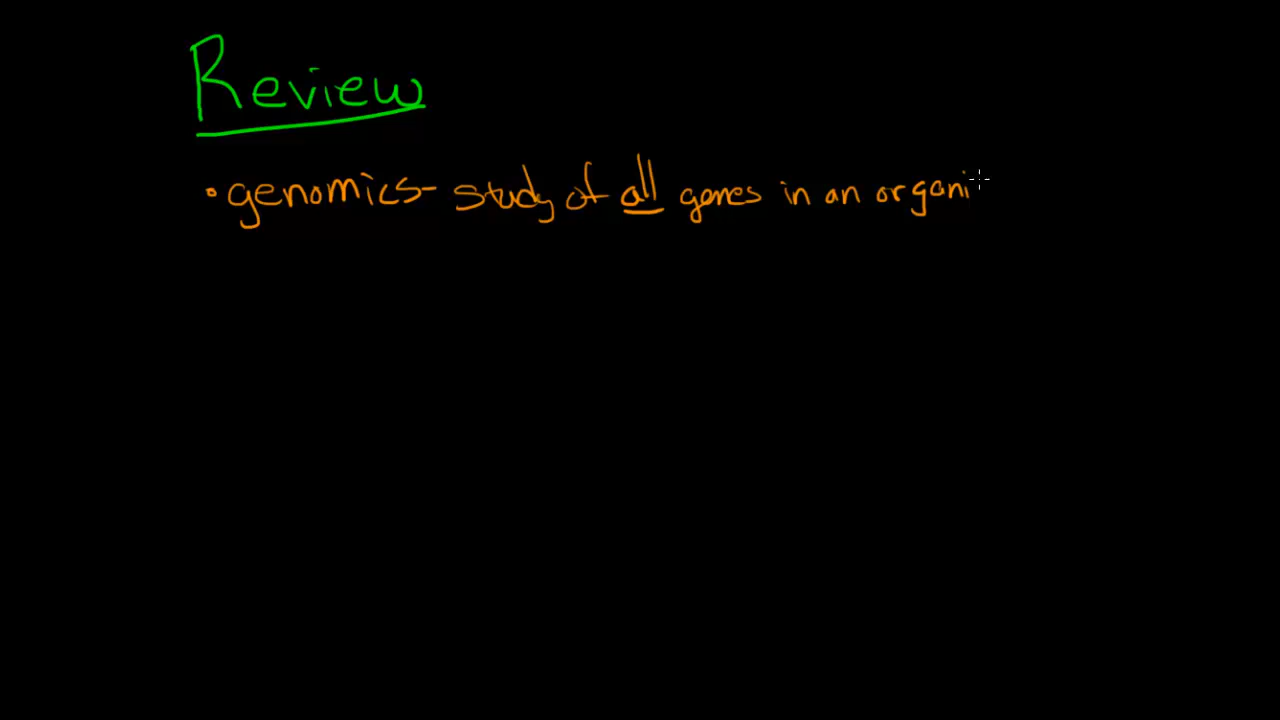 Review
• genomics- study of all genes in an organi